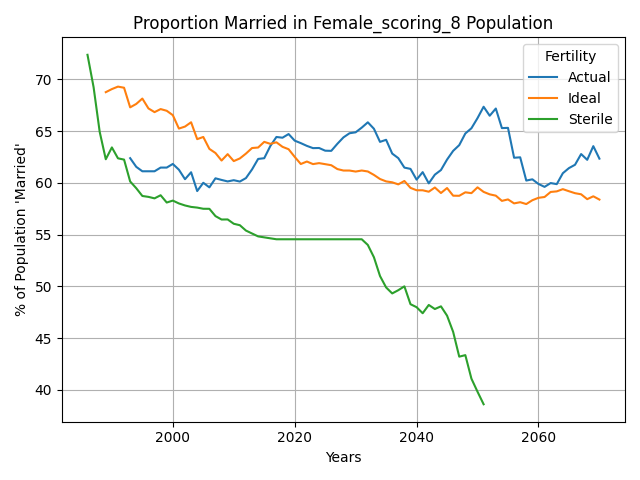 Proportion Married in Female_scoring_8 Population
Fertility
Actual
Ideal
Sterile
% of Population 'Married'
70
65
60
55
50
45
40
2000
2020
2040
2060
Years